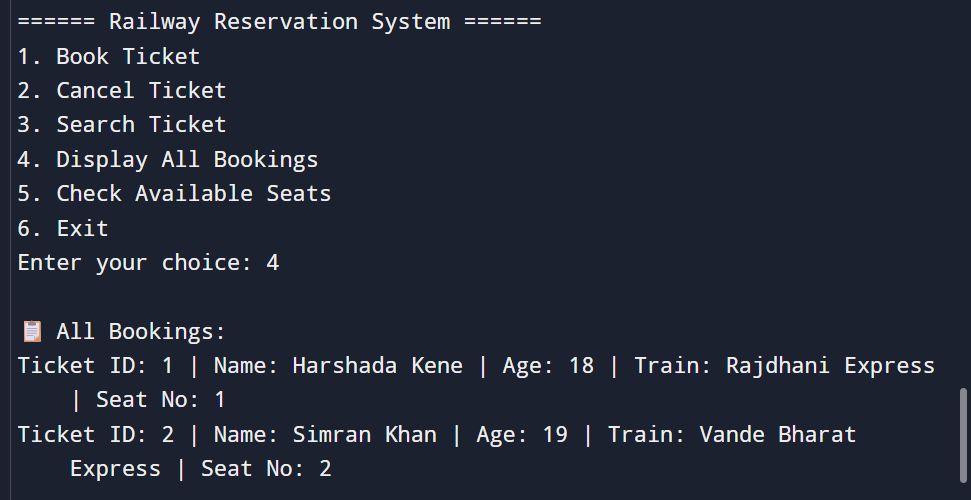 ====== Railway Reservation System ======
1. Book Ticket
2. Cancel Ticket
3. Search Ticket
4. Display All Bookings
5. Check Available Seats
6. Exit
Enter your choice: 4
📋 All Bookings:
Ticket ID: 1 | Name: Harshada Kene | Age: 18 | Train: Rajdhani Express
| Seat No: 1
Ticket ID: 2 | Name: Simran Khan | Age: 19 | Train: Vande Bharat
Express | Seat No: 2